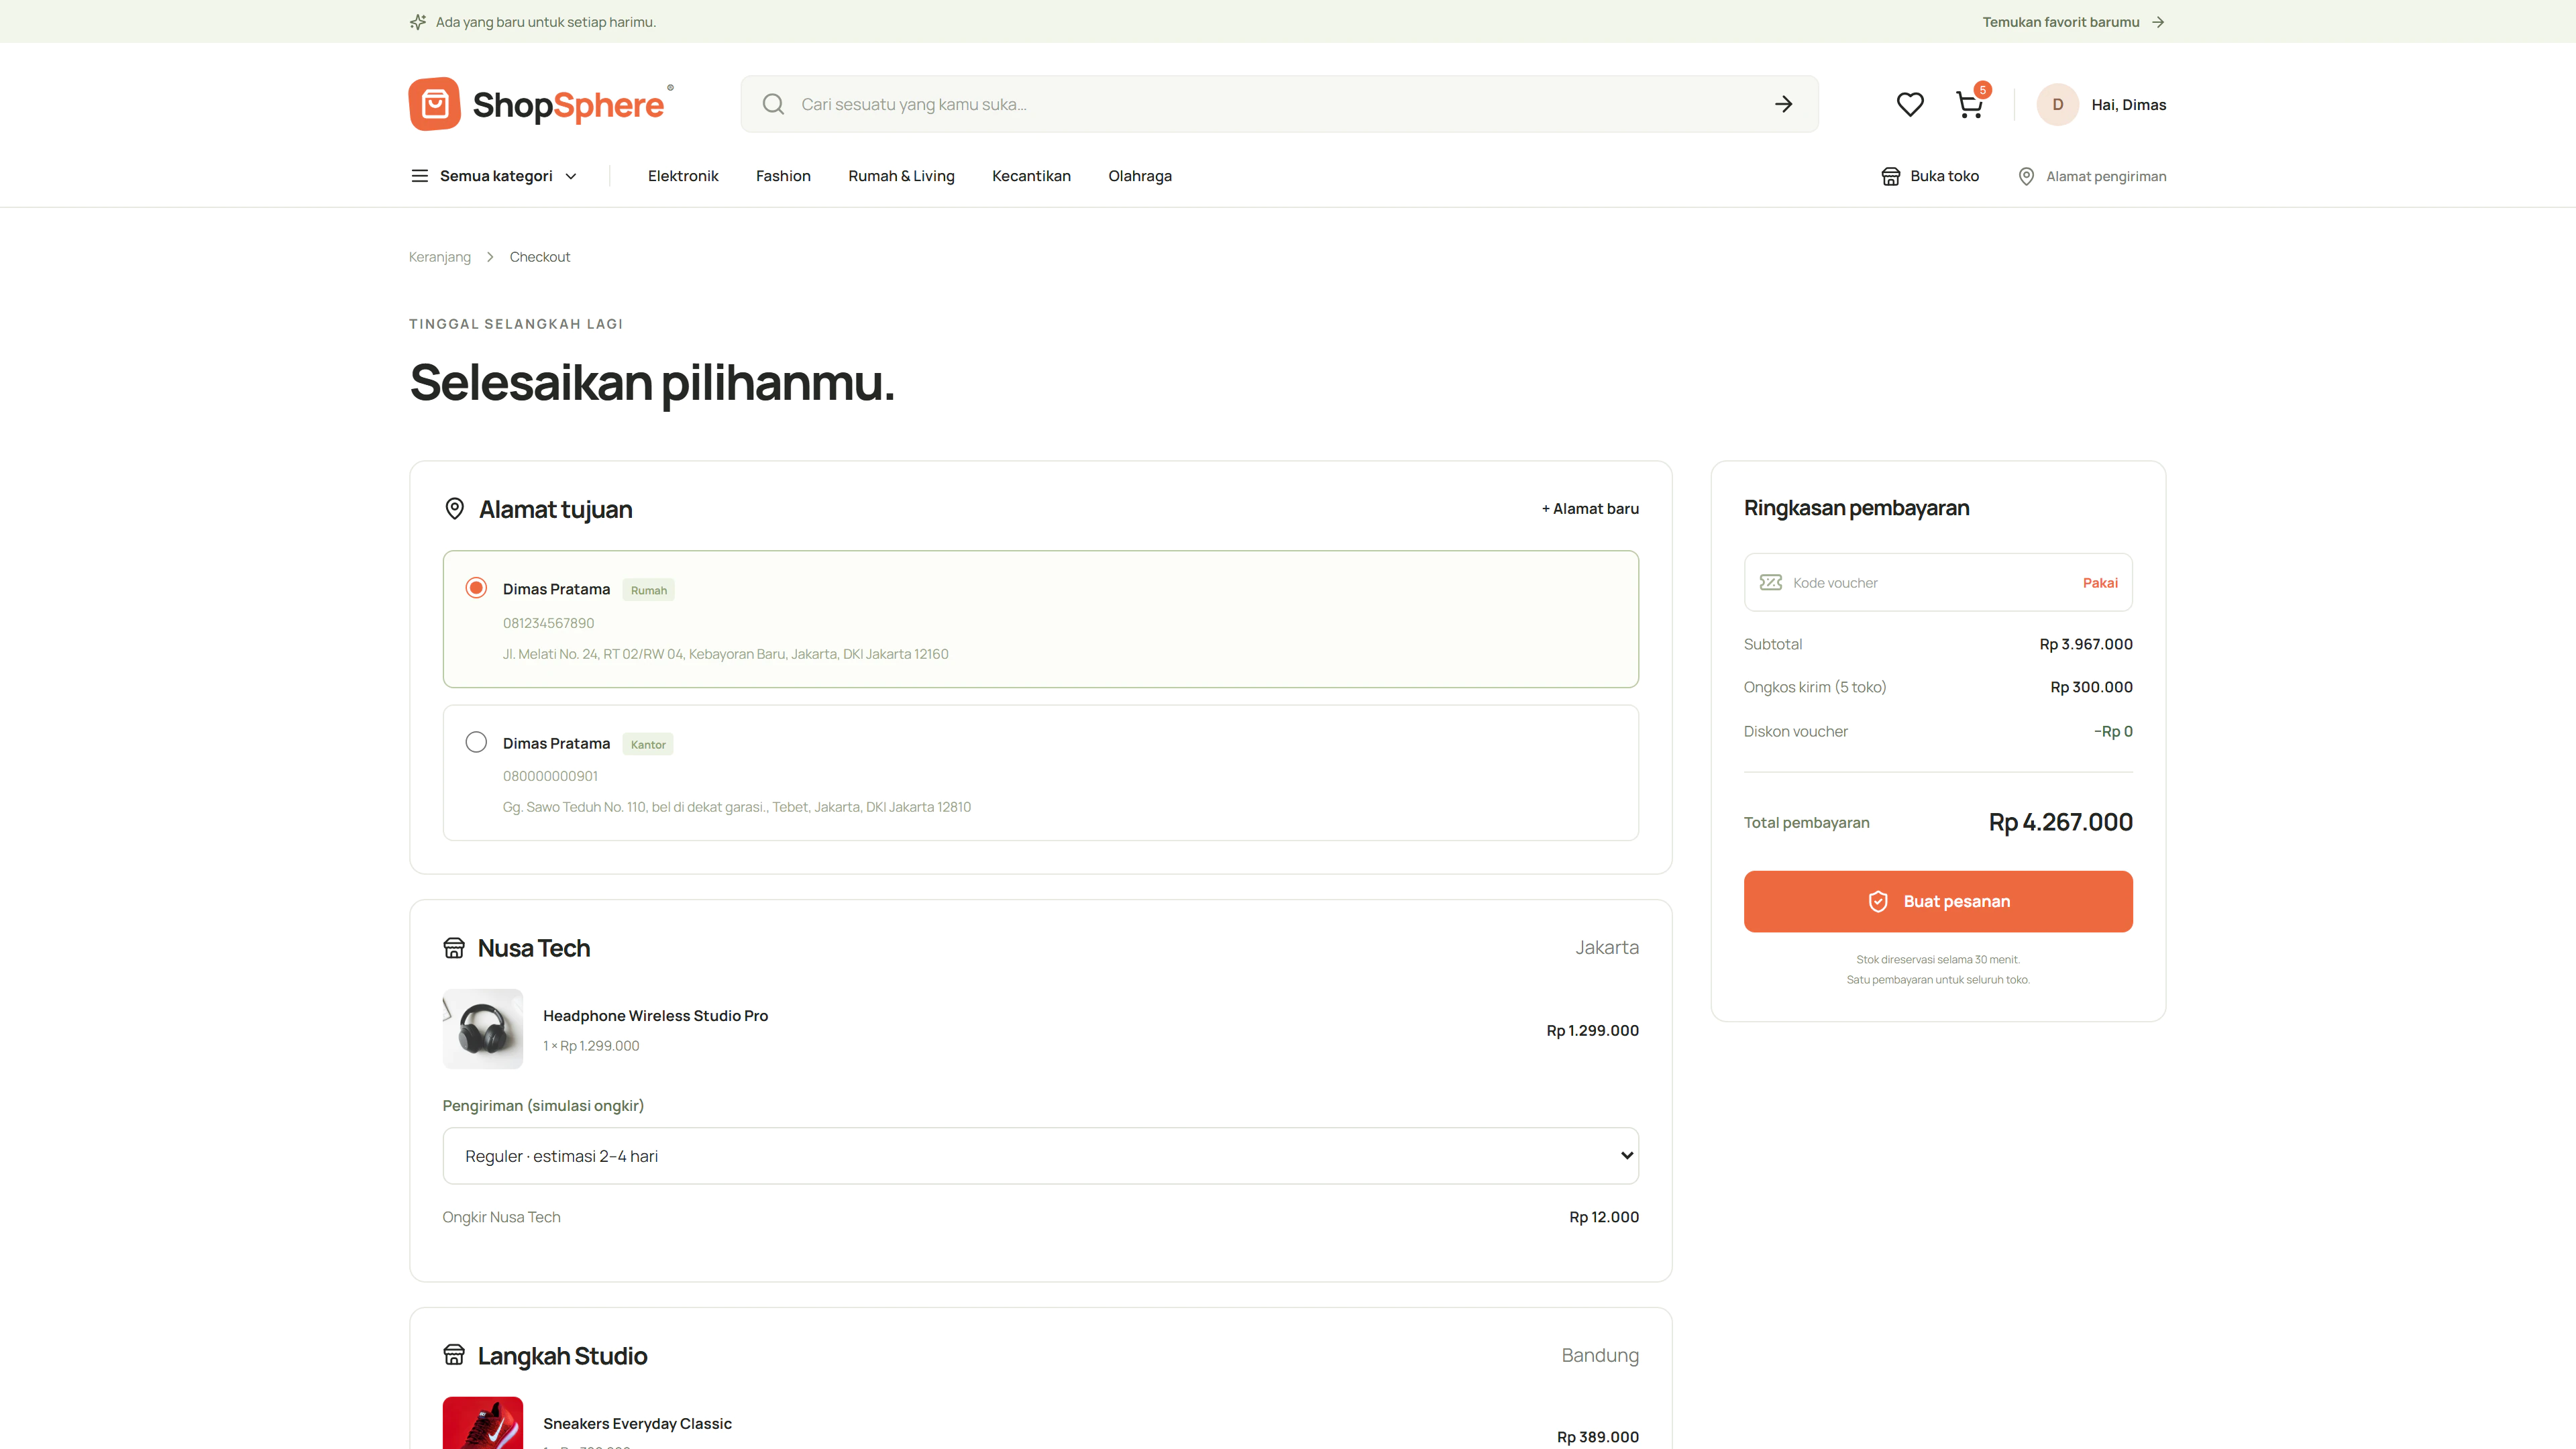 Ada yang baru untuk setiap harimu.
Temukan favorit barumu
ShopSphere
Cari sesuatu yang kamu suka...
5
D
Hai, Dimas
Semua kategori
Elektronik
Fashion
Rumah & Living
Kecantikan
Olahraga
Buka toko
Alamat pengiriman
Keranjang
Checkout
TINGGAL SELANGKAH LAGI
Selesaikan pilihanmu.
Alamat tujuan
+ Alamat baru
Dimas Pratama
Rumah
081234567890
Jl. Melati No. 24, RT 02/RW 04, Kebayoran Baru, Jakarta, DKI Jakarta 12160
Dimas Pratama
Kantor
080000000901
Gg. Sawo Teduh No. 110, bel di dekat garasi., Tebet, Jakarta, DKI Jakarta 12810
Nusa Tech
Jakarta
Headphone Wireless Studio Pro
1 × Rp 1.299.000
Rp 1.299.000
Pengiriman (simulasi ongkir)
Reguler · estimasi 2–4 hari
Ongkir Nusa Tech
Rp 12.000
Langkah Studio
Bandung
Sneakers Everyday Classic
Rp 389.000
Ringkasan pembayaran
Kode voucher
Pakai
Subtotal
Rp 3.967.000
Ongkos kirim (5 toko)
Rp 300.000
Diskon voucher
−Rp 0
Total pembayaran
Rp 4.267.000
Buat pesanan
Stok direservasi selama 30 menit.
Satu pembayaran untuk seluruh toko.